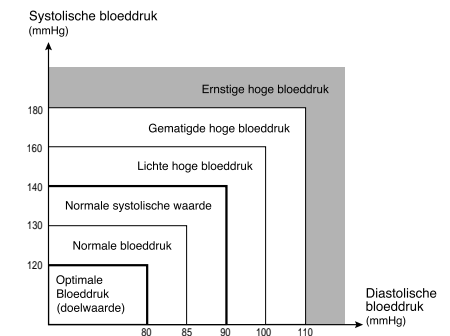 Systolische bloeddruk
(mmHg)
Ernstige hoge bloeddruk
180
Gematigde hoge bloeddruk
160
Lichte hoge bloeddruk
140
Normale systolische waarde
130
Normale bloeddruk
120
Optimale
Bloeddruk
(doelwaarde)
Diastolische
bloeddruk
(mmHg)
80 85 90 100 110